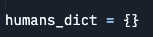 humans_dict = {}